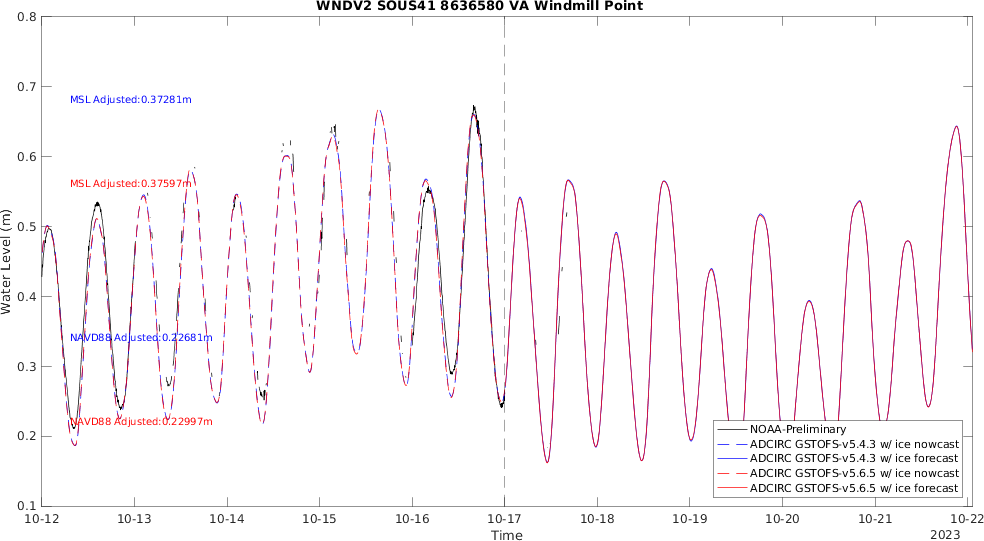 WNDV2 SOUS41 8636580 VA Windmill Point
0.8
0.7
MSL Adjusted:0.37281m
0.6
MSL Adjusted:0.37597m
0.5
Water Level (m)
0.4
NAVD88 Adjusted:0.22681m
0.3
NAVD88 Adjusted:0.22997m
0.2
0.1
NOAA-Preliminary
ADCIRC GSTOFS-v5.4.3 w/ ice nowcast
ADCIRC GSTOFS-v5.4.3 w/ ice forecast
ADCIRC GSTOFS-v5.6.5 w/ ice nowcast
ADCIRC GSTOFS-v5.6.5 w/ ice forecast
10-12 10-13 10-14 10-15 10-16 10-17 10-18 10-19 10-20 10-21 10-22
Time
2023